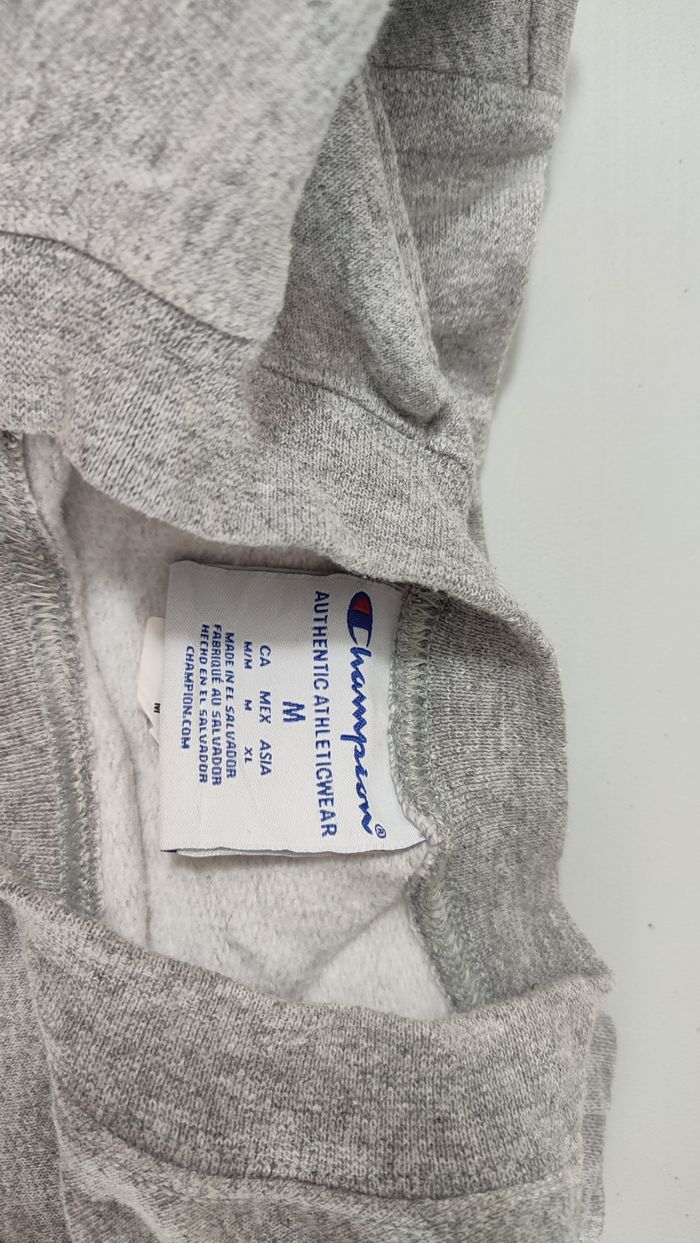 Champion®
AUTHENTIC ATHLETICWEAR
M
CA MEX ASIA
M/M M XL
MADE IN EL SALVADOR
FABRIQUÉ AU SALVADOR
HECHO EN EL SALVADOR
CHAMPION.COM
M